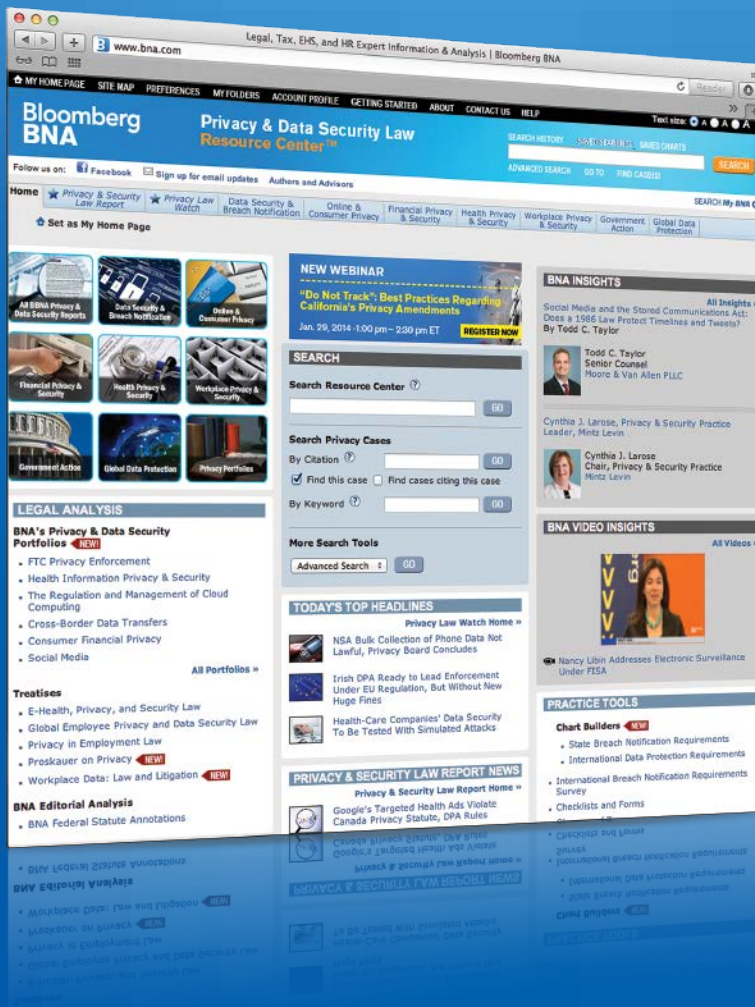 Legal, Tax, EHS, and HR Expert Information & Analysis | Bloomberg BNA
B www.bna.com
Reader
MY HOME PAGE SITE MAP PREFERENCES MY FOLDERS ACCOUNT PROFILE GETTING STARTED ABOUT CONTACT US HELP
Text size: A A A
Bloomberg
BNA
Privacy & Data Security Law
Resource Center™
SEARCH HISTORY SAVED SEARCHES SAVED CHARTS
SEARCH
ADVANCED SEARCH GO TO FIND CASE(S)
Follow us on: Facebook Sign up for email updates Authors and Advisors
SEARCH My BNA
Home
Privacy & Security
Law Report
Privacy Law
Watch
Data Security &
Breach Notification
Online &
Consumer Privacy
Financial Privacy
& Security
Health Privacy
& Security
Workplace Privacy
& Security
Government
Action
Global Data
Protection
Set as My Home Page
All BBNA Privacy &
Data Security Reports
Data Security &
Breach Notification
Online &
Consumer Privacy
Financial Privacy &
Security
Health Privacy &
Security
Workplace Privacy &
Security
Government Action
Global Data Protection
Privacy Portfolios
LEGAL ANALYSIS
BNA's Privacy & Data Security
Portfolios NEW!
FTC Privacy Enforcement
Health Information Privacy & Security
The Regulation and Management of Cloud
Computing
Cross-Border Data Transfers
Consumer Financial Privacy
Social Media
All Portfolios »
Treatises
E-Health, Privacy, and Security Law
Global Employee Privacy and Data Security Law
Privacy in Employment Law
Proskauer on Privacy NEW!
Workplace Data: Law and Litigation NEW!
BNA Editorial Analysis
BNA Federal Statute Annotations
NEW WEBINAR
"Do Not Track": Best Practices Regarding
California's Privacy Amendments
Jan. 29, 2014 -1:00 pm – 2:30 pm ET
REGISTER NOW
SEARCH
Search Resource Center ?
GO
Search Privacy Cases
By Citation ?
GO
Find this case Find cases citing this case
By Keyword ?
GO
More Search Tools
Advanced Search GO
TODAY'S TOP HEADLINES
Privacy Law Watch Home »
NSA Bulk Collection of Phone Data Not
Lawful, Privacy Board Concludes
Irish DPA Ready to Lead Enforcement
Under EU Regulation, But Without New
Huge Fines
Health-Care Companies' Data Security
To Be Tested With Simulated Attacks
PRIVACY & SECURITY LAW REPORT NEWS
Privacy & Security Law Report Home »
Google's Targeted Health Ads Violate
Canada Privacy Statute, DPA Rules
BNA INSIGHTS
All Insights
Social Media and the Stored Communications Act:
Does a 1986 Law Protect Timelines and Tweets?
By Todd C. Taylor
Todd C. Taylor
Senior Counsel
Moore & Van Allen PLLC
Cynthia J. Larose, Privacy & Security Practice
Leader, Mintz Levin
Cynthia J. Larose
Chair, Privacy & Security Practice
Mintz Levin
BNA VIDEO INSIGHTS
All Videos
Nancy Libin Addresses Electronic Surveillance
Under FISA
PRACTICE TOOLS
Chart Builders NEW!
State Breach Notification Requirements
International Data Protection Requirements
International Breach Notification Requirements
Survey
Checklists and Forms